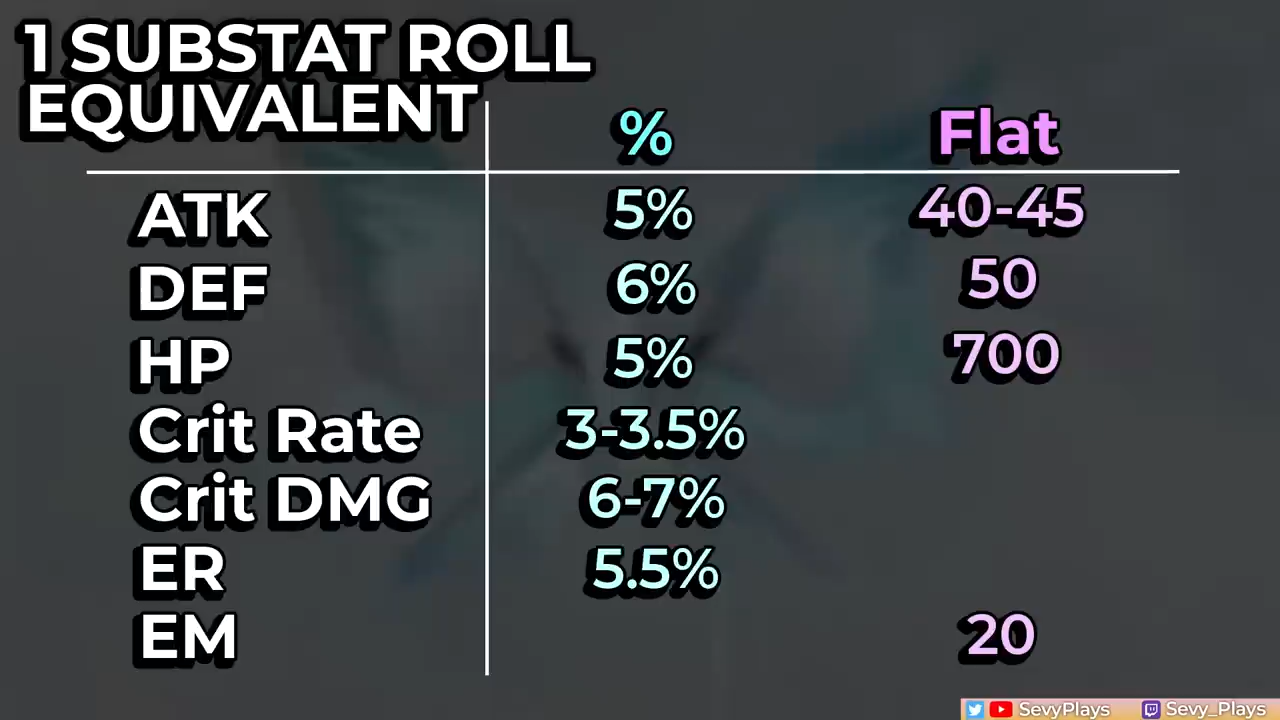 1 SUBSTAT ROLL
EQUIVALENT
% Flat
ATK 5% 40-45
DEF 6% 50
HP 5% 700
Crit Rate 3-3.5%
Crit DMG 6-7%
ER 5.5%
EM 20
SevyPlays Sevy_Plays